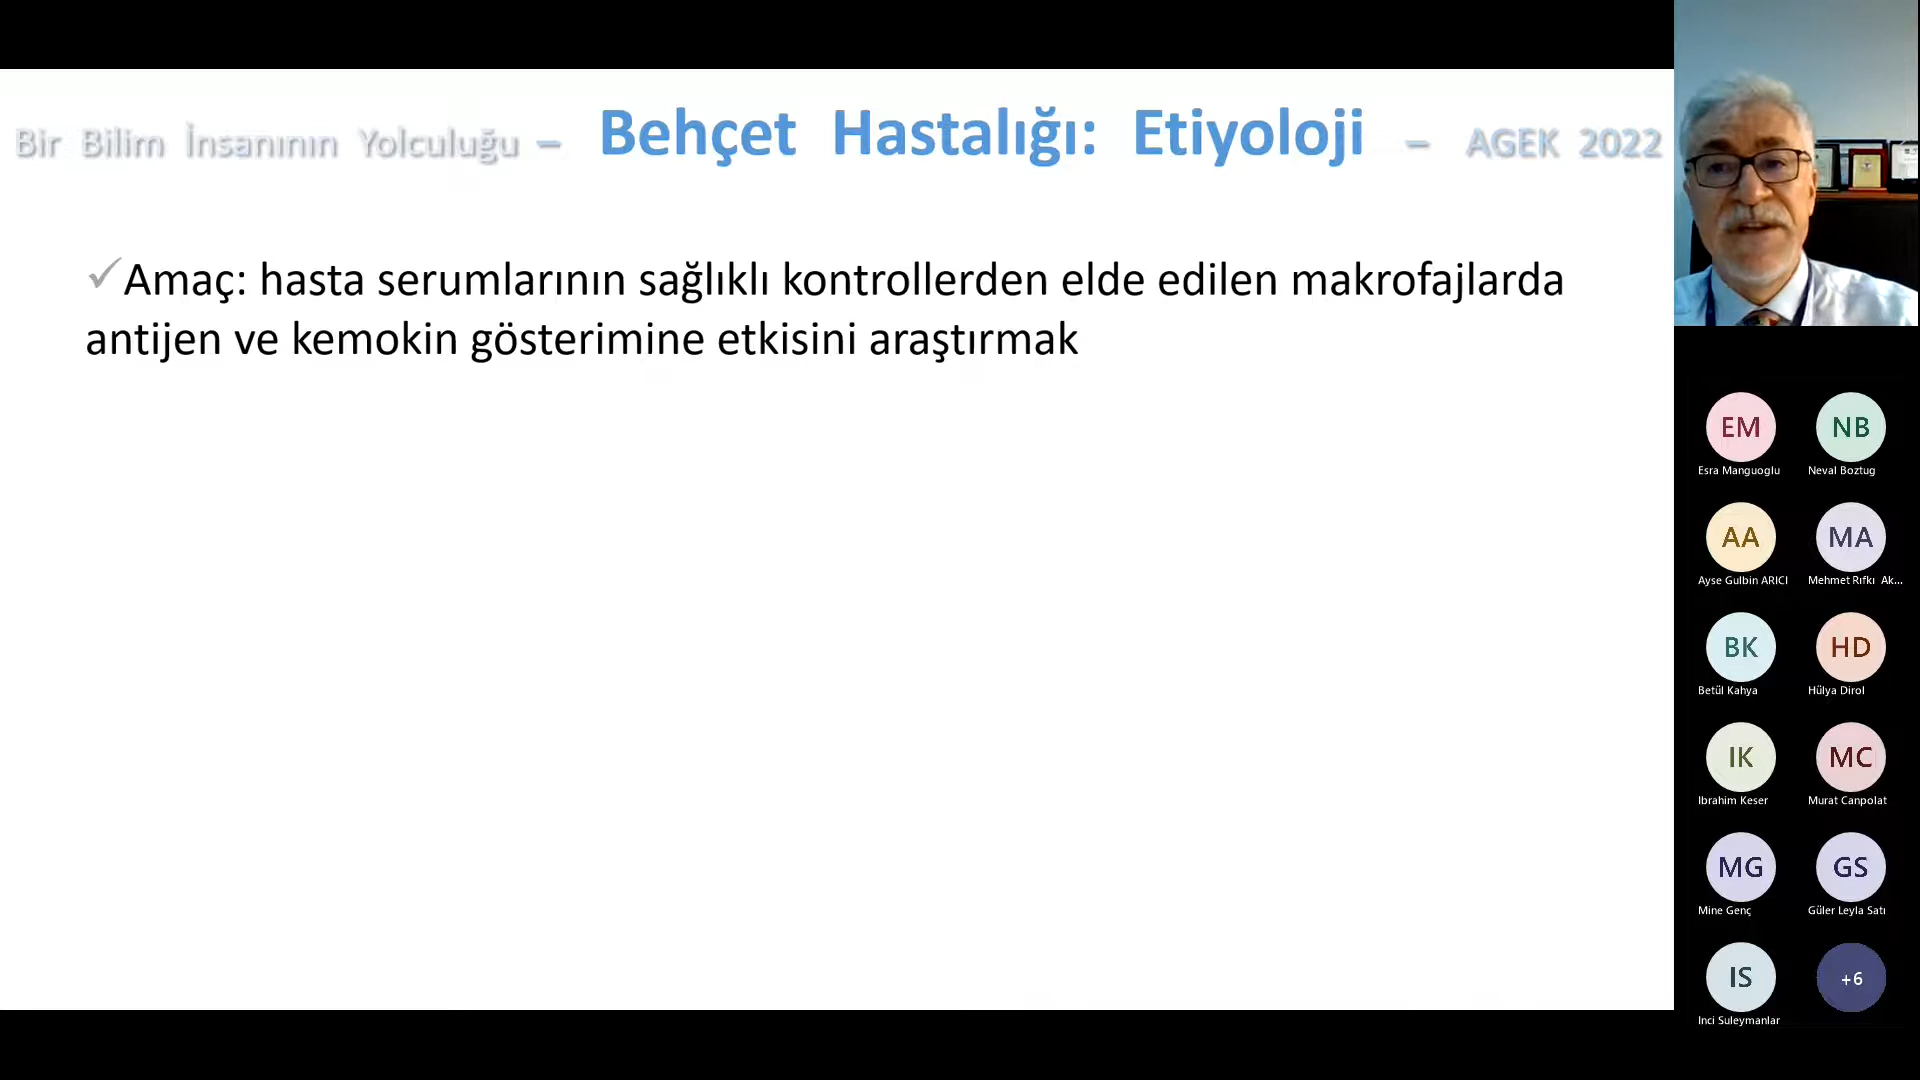 Bir Bilim İnsanının Yolculuğu – Behçet Hastalığı: Etiyoloji – AGEK 2022
✓Amaç: hasta serumlarının sağlıklı kontrollerden elde edilen makrofajlarda
antijen ve kemokin gösterimine etkisini araştırmak
EM NB
Esra Manguoglu Neval Boztug
AA MA
Ayse Gulbin ARICI Mehmet Rıfkı Ak...
BK HD
Betül Kahya Hülya Dirol
IK MC
Ibrahim Keser Murat Canpolat
MG GS
Mine Genç Güler Leyla Satı
IS +6
Inci Suleymanlar